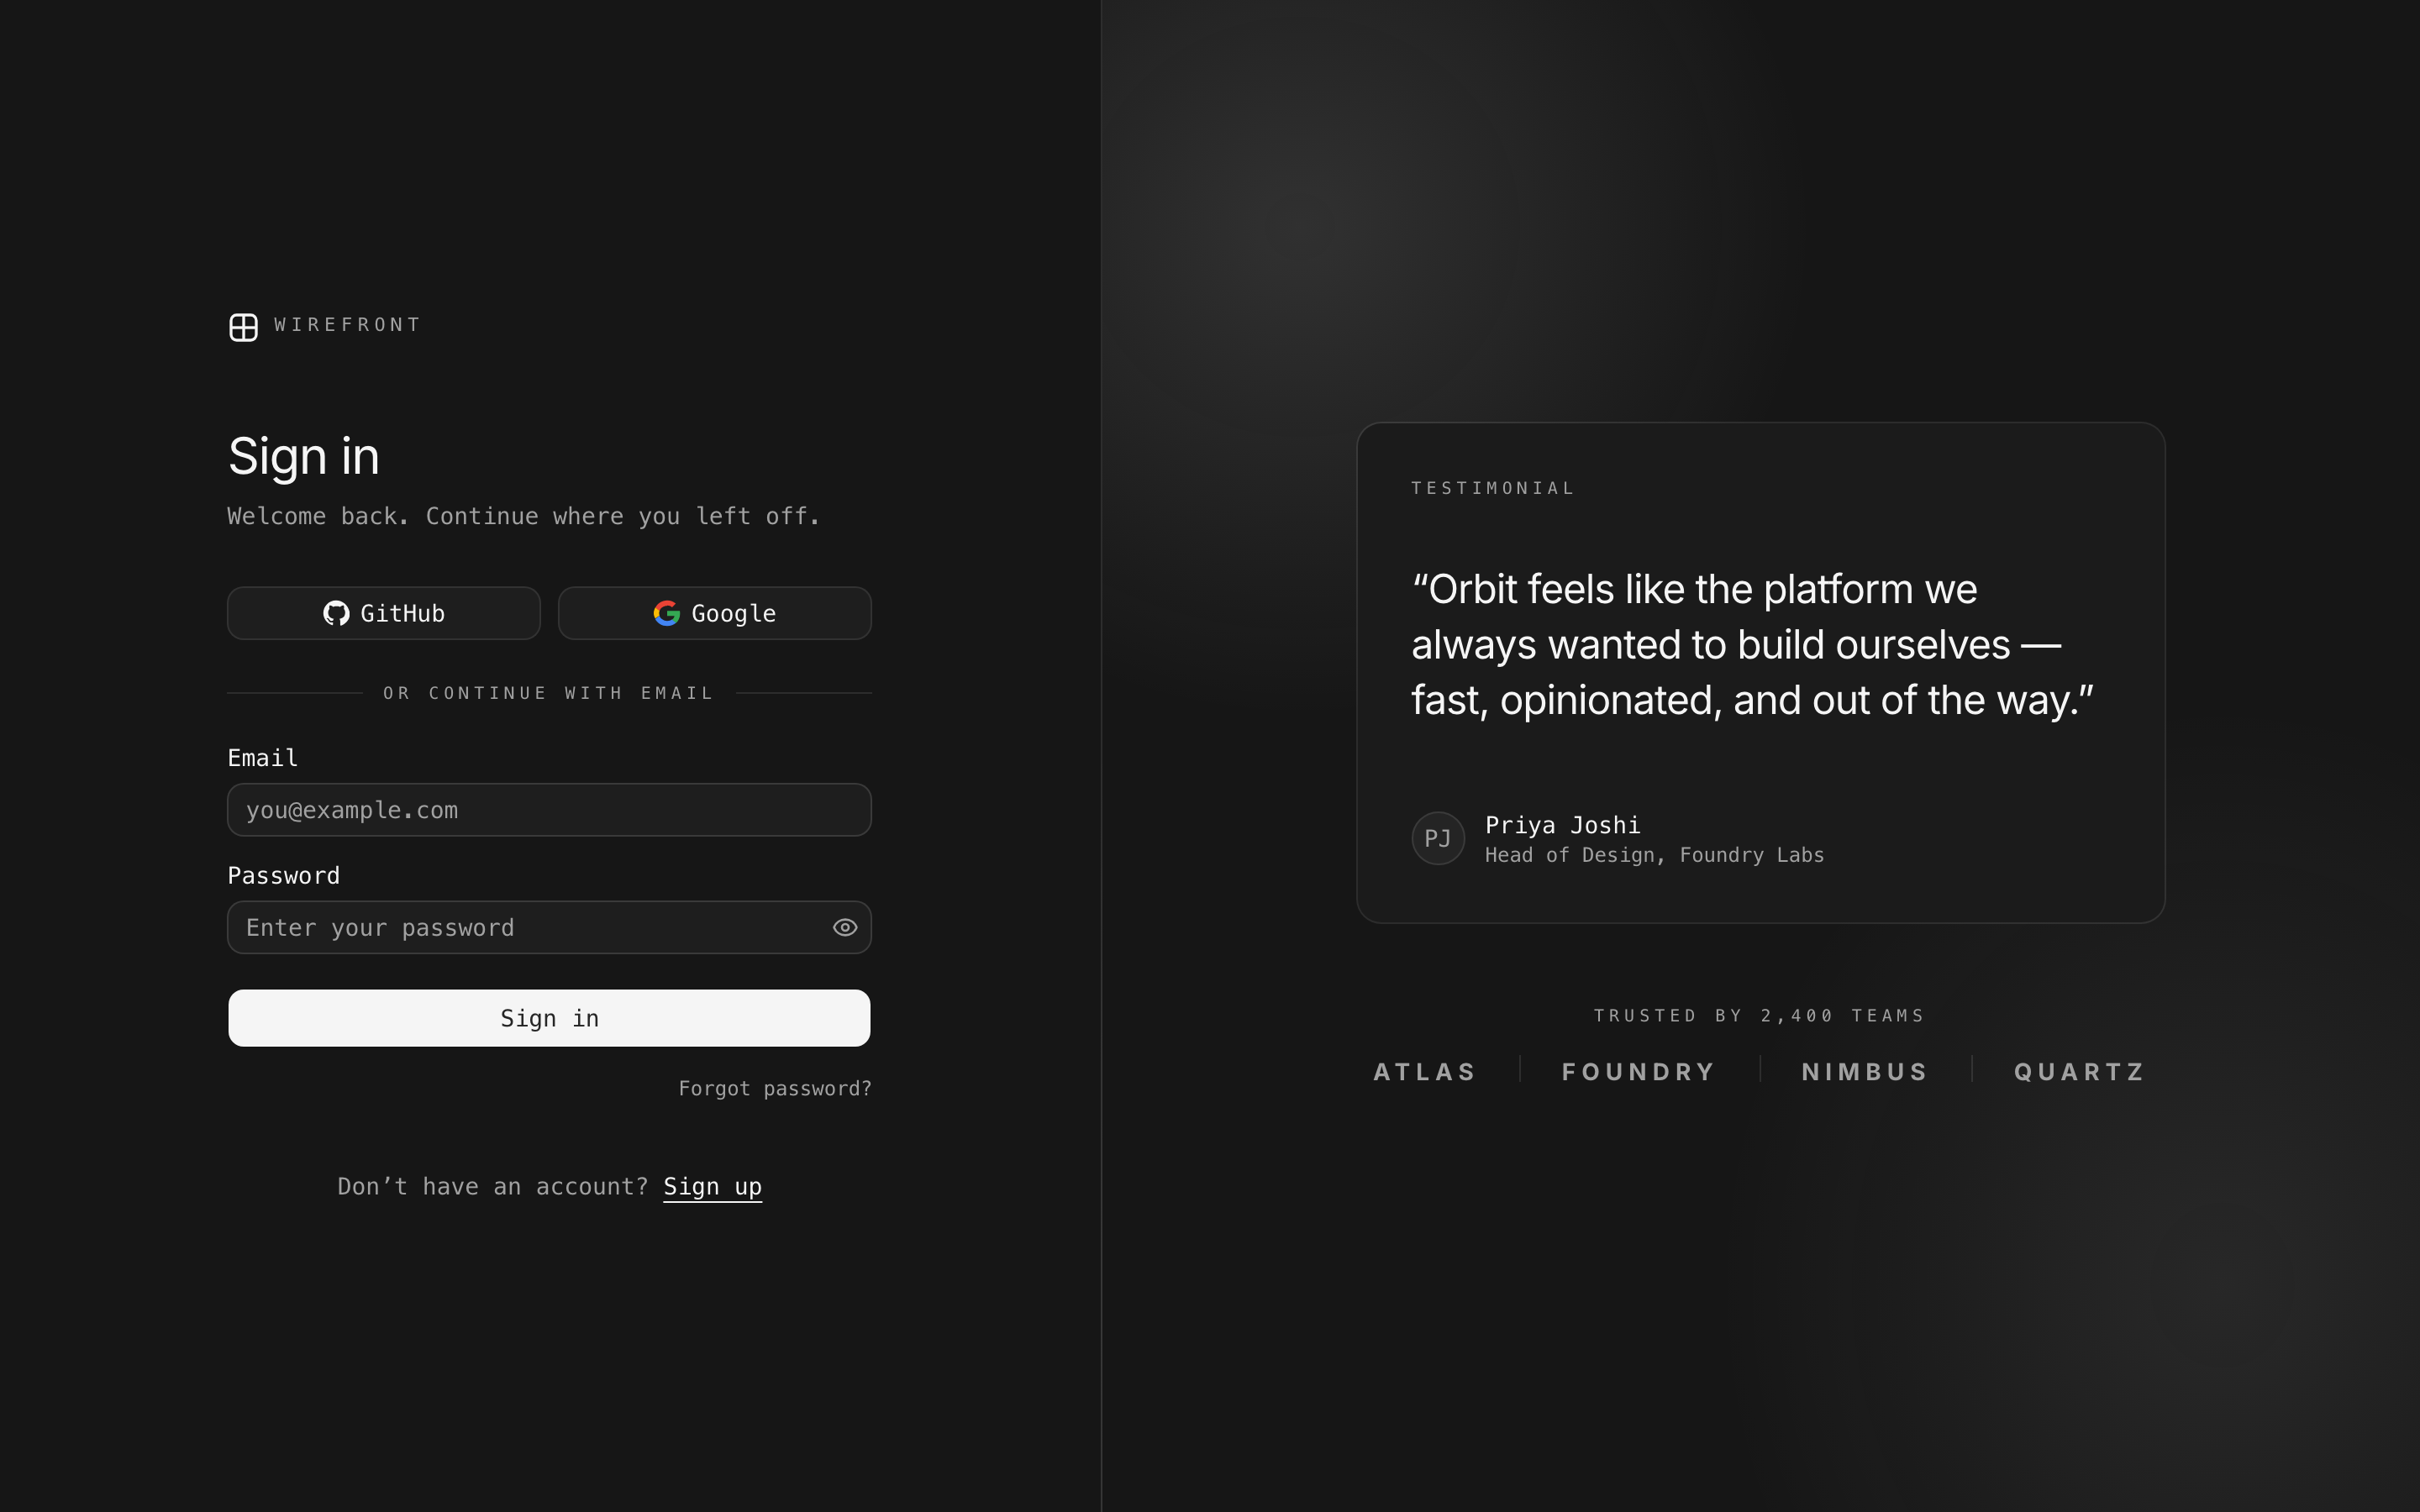 WIREFRONT
Sign in
Welcome back. Continue where you left off.
GitHub
Google
OR CONTINUE WITH EMAIL
Email
you@example.com
Password
Enter your password
Sign in
Forgot password?
Don’t have an account? Sign up
TESTIMONIAL
“Orbit feels like the platform we
always wanted to build ourselves —
fast, opinionated, and out of the way.”
PJ
Priya Joshi
Head of Design, Foundry Labs
TRUSTED BY 2,400 TEAMS
ATLAS FOUNDRY NIMBUS QUARTZ